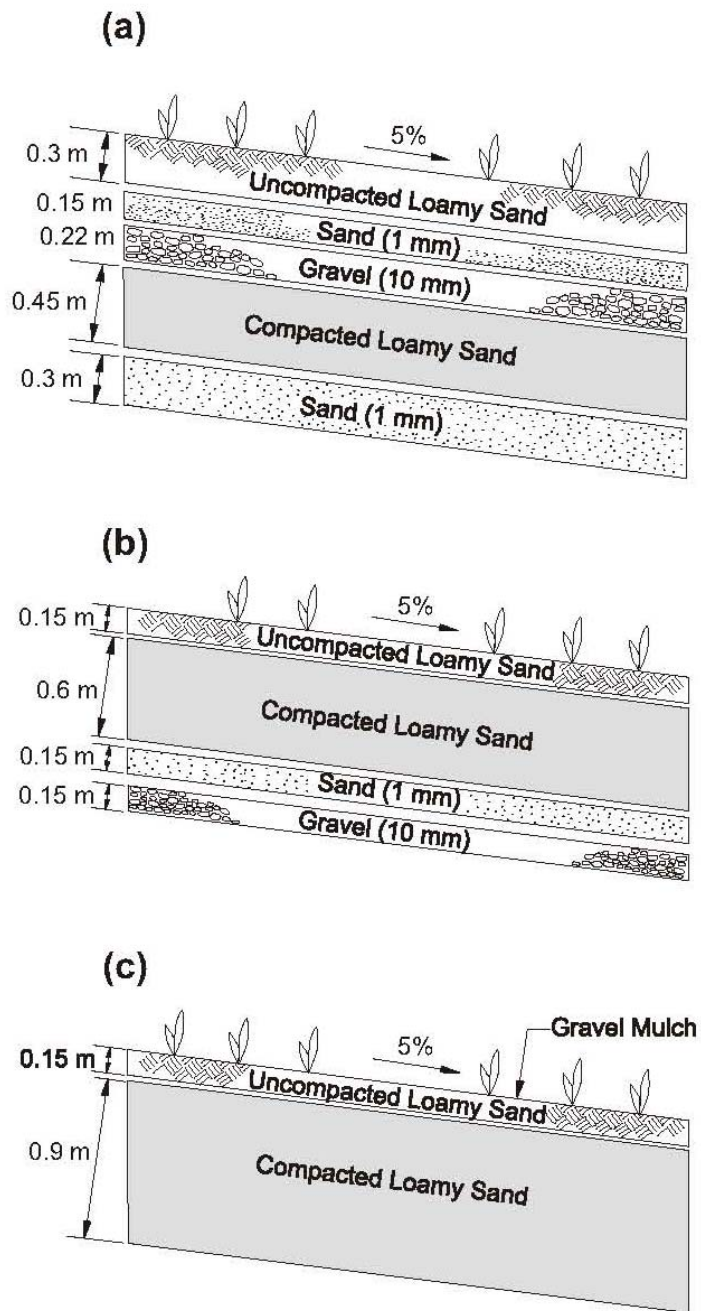 (a)
5%
0.3 m
Uncompacted Loamy Sand
0.15 m
Sand (1 mm)
0.22 m
Gravel (10 mm)
0.45 m
Compacted Loamy Sand
0.3 m
Sand (1 mm)
(b)
5%
0.15 m
Uncompacted Loamy Sand
0.6 m
Compacted Loamy Sand
0.15 m
Sand (1 mm)
0.15 m
Gravel (10 mm)
(c)
Gravel Mulch
5%
0.15 m
Uncompacted Loamy Sand
0.9 m
Compacted Loamy Sand